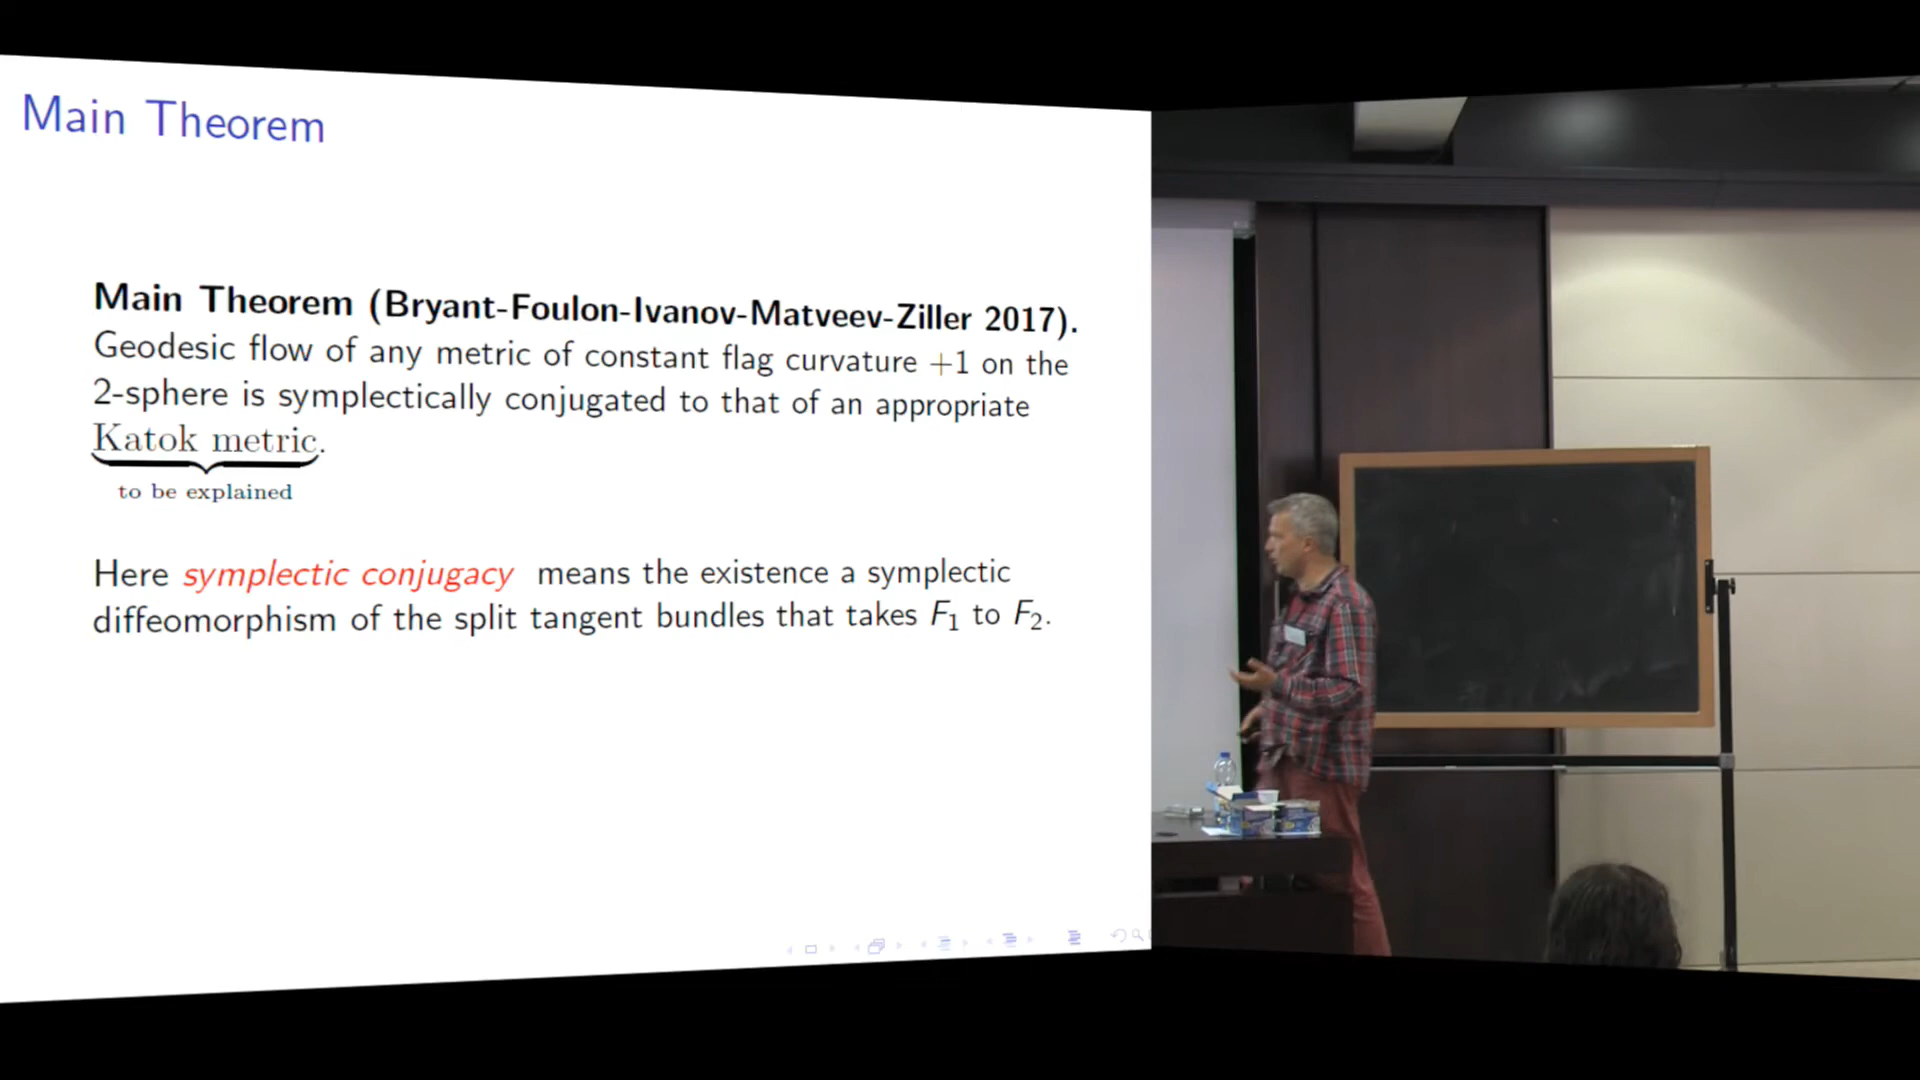 Main Theorem
Main Theorem (Bryant-Foulon-Ivanov-Matveev-Ziller 2017).
Geodesic flow of any metric of constant flag curvature +1 on the
2-sphere is symplectically conjugated to that of an appropriate
Katok metric.
to be explained
Here symplectic conjugacy means the existence a symplectic
diffeomorphism of the split tangent bundles that takes F₁ to F₂.